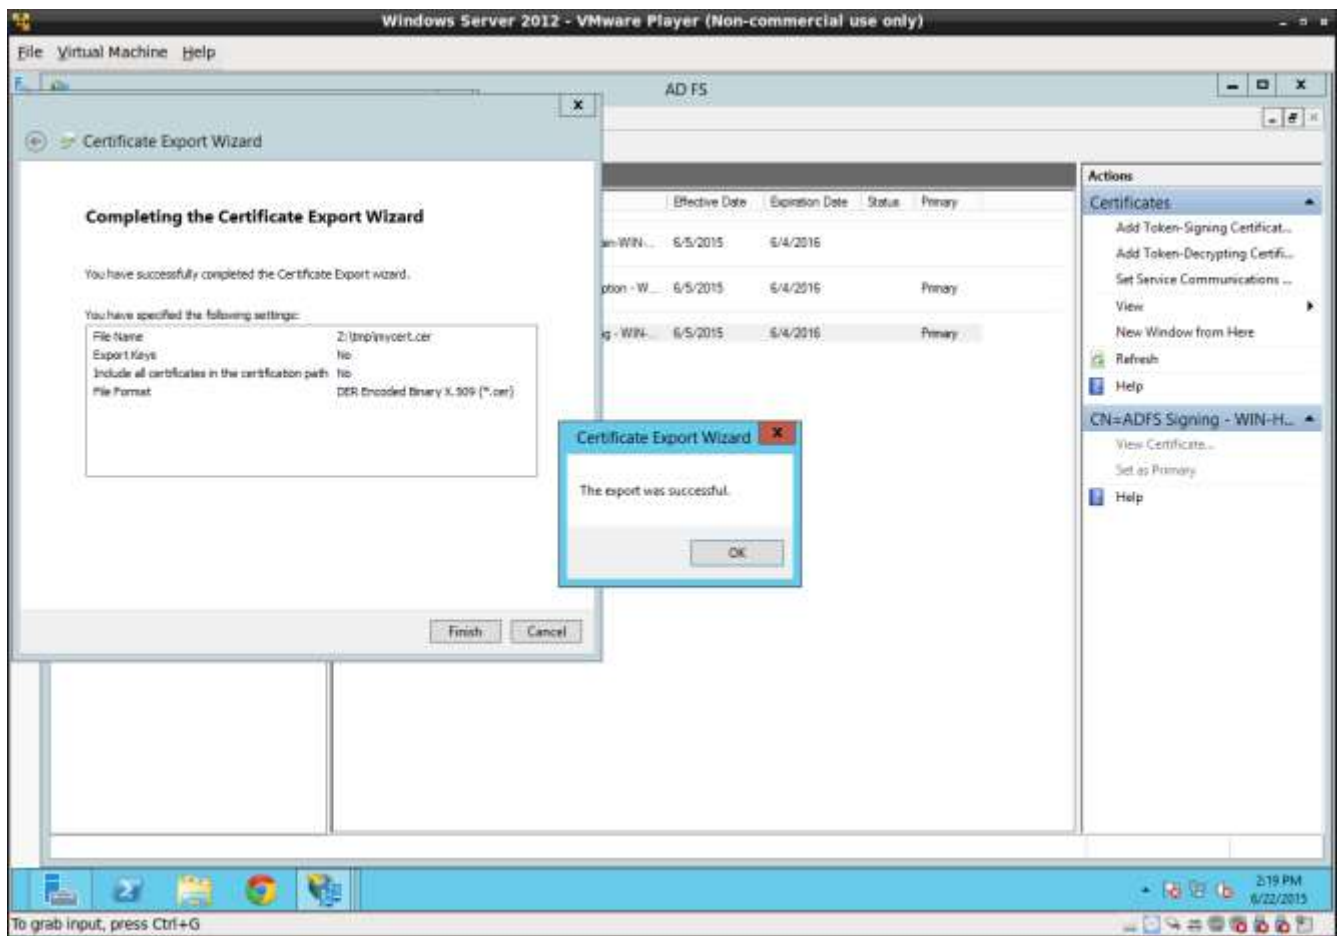 Windows Server 2012 - VMware Player (Non-commercial use only)
File Virtual Machine Help
AD FS
Certificate Export Wizard
Completing the Certificate Export Wizard
You have successfully completed the Certificate Export wizard.
You have specified the following settings:
File Name Z:\tmp\mycert.cer
Export Keys No
Include all certificates in the certification path No
File Format DER Encoded Binary X.509 (*.cer)
Finish Cancel
Effective Date Expiration Date Status Primary
ain-WIN-... 6/5/2015 6/4/2016
ption - W... 6/5/2015 6/4/2016 Primary
g - WIN-... 6/5/2015 6/4/2016 Primary
Certificate Export Wizard
The export was successful.
OK
Actions
Certificates
Add Token-Signing Certificat...
Add Token-Decrypting Certifi...
Set Service Communications ...
View
New Window from Here
Refresh
Help
CN=ADFS Signing - WIN-H...
View Certificate...
Set as Primary
Help
2:19 PM
6/22/2015
To grab input, press Ctrl+G